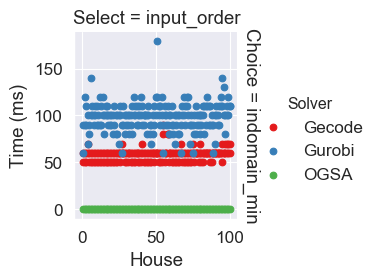 Select = input_order
Time (ms)
150
100
50
0
0
50
100
House
Choice = indomain_min
Solver
Gecode
Gurobi
OGSA